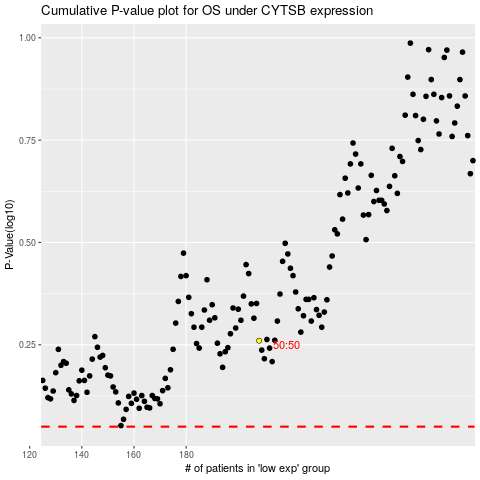 Cumulative P-value plot for OS under CYTSB expression
P-Value(log10)
1.00
0.75
0.50
0.25
50:50
120 140 160 180
# of patients in 'low exp' group